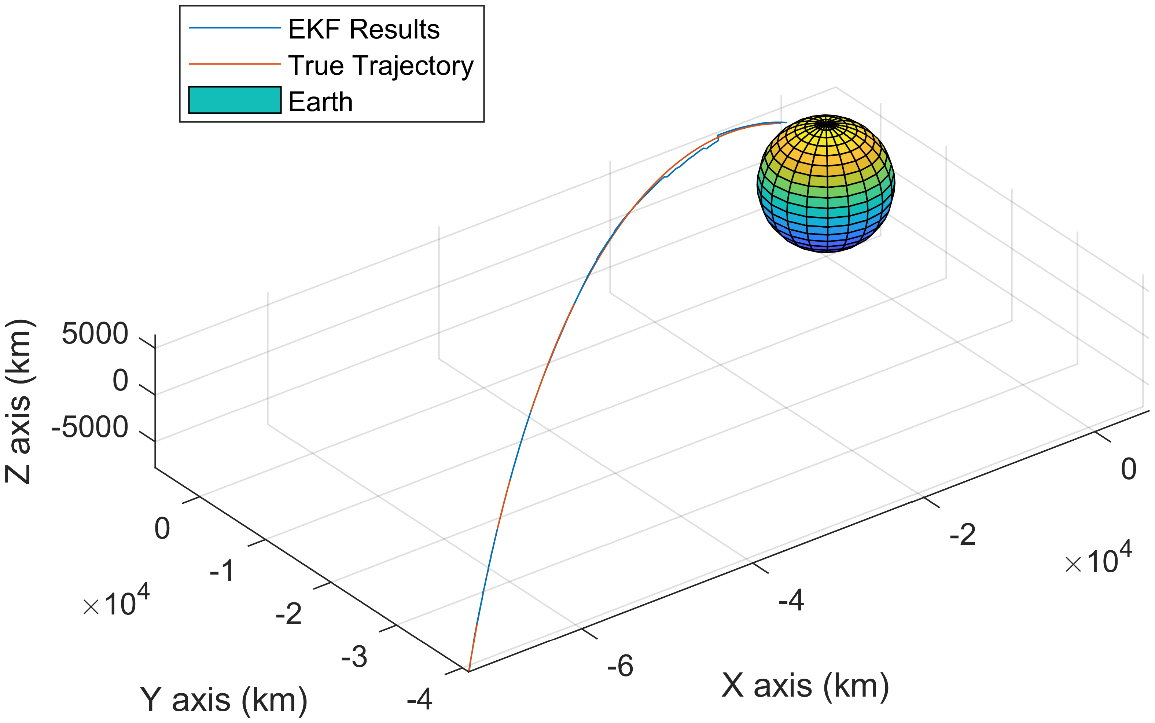 EKF Results
True Trajectory
Earth
5000
0
-5000
Z axis (km)
0
-1
-2
-3
-4
×10^4
Y axis (km)
0
-2
-4
-6
×10^4
X axis (km)